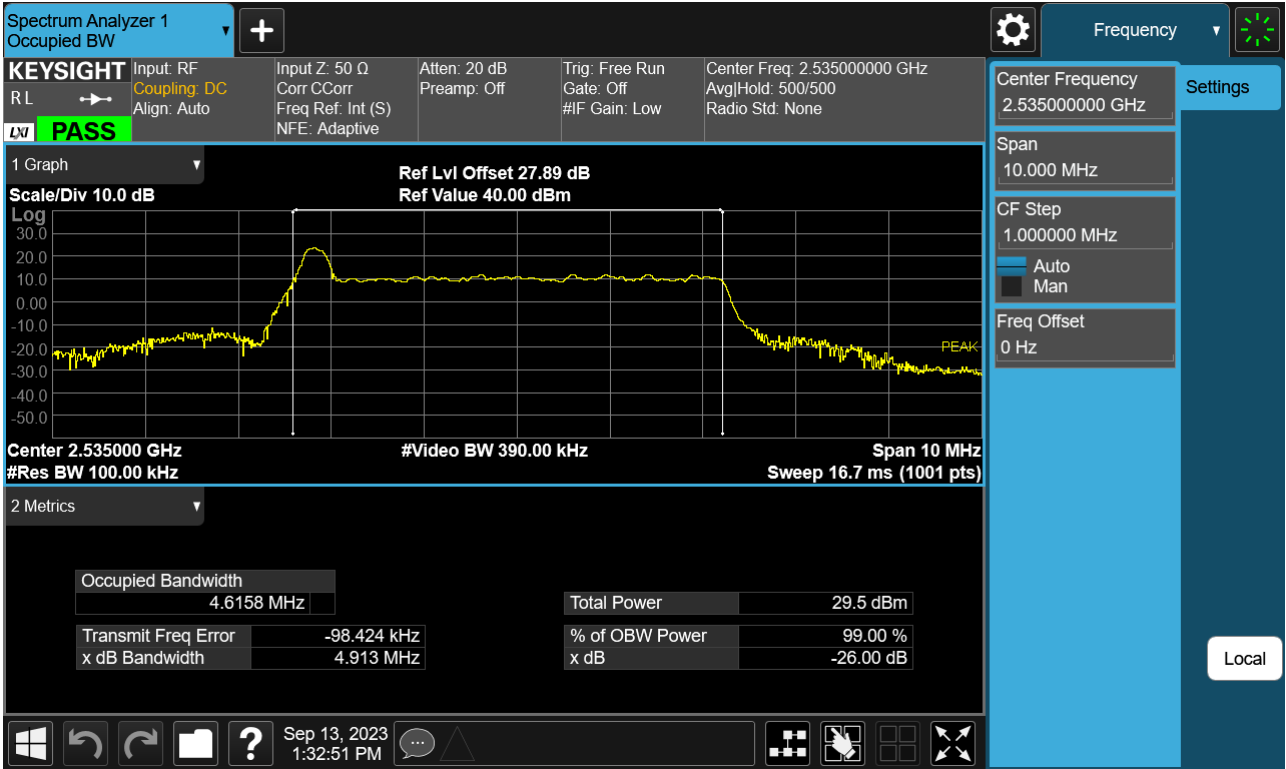 Spectrum Analyzer 1
Occupied BW
Frequency
KEYSIGHT
R L
LXI
PASS
Input: RF
Coupling: DC
Align: Auto
Input Z: 50 Ω
Corr CCorr
Freq Ref: Int (S)
NFE: Adaptive
Atten: 20 dB
Preamp: Off
Trig: Free Run
Gate: Off
#IF Gain: Low
Center Freq: 2.535000000 GHz
Avg|Hold: 500/500
Radio Std: None
1 Graph
Ref Lvl Offset 27.89 dB
Scale/Div 10.0 dB
Ref Value 40.00 dBm
Log
30.0
20.0
10.0
0.00
-10.0
-20.0
-30.0
-40.0
-50.0
PEAK
Center 2.535000 GHz
#Video BW 390.00 kHz
Span 10 MHz
#Res BW 100.00 kHz
Sweep 16.7 ms (1001 pts)
2 Metrics
Occupied Bandwidth
4.6158 MHz
Total Power 29.5 dBm
Transmit Freq Error -98.424 kHz
% of OBW Power 99.00 %
x dB Bandwidth 4.913 MHz
x dB -26.00 dB
Center Frequency
2.535000000 GHz
Settings
Span
10.000 MHz
CF Step
1.000000 MHz
Auto
Man
Freq Offset
0 Hz
Local
?
Sep 13, 2023
1:32:51 PM